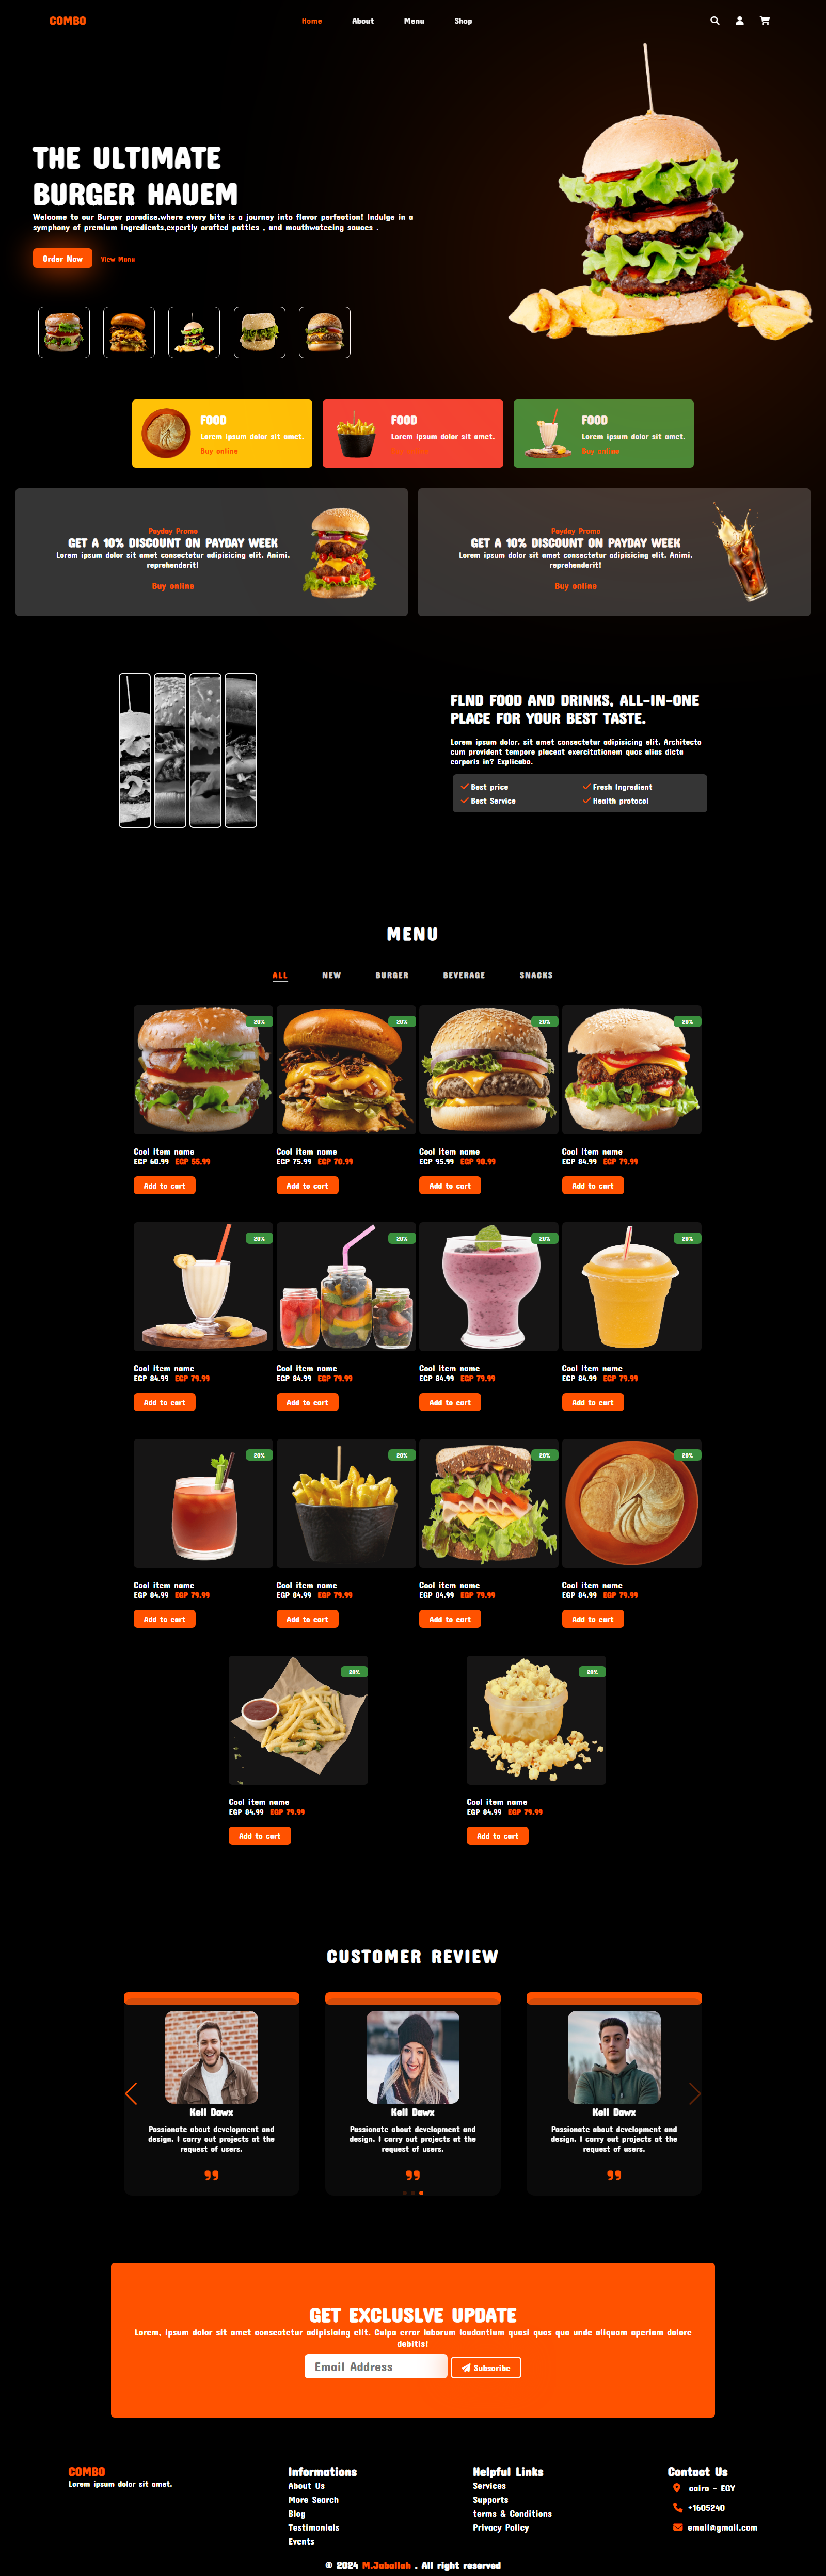 COMBO Home About Menu Shop
THE ULTIMATE
BURGER HAUEM
Welcome to our Burger paradise,where every bite is a journey into flavor perfection! Indulge in a
symphony of premium ingredients,expertly crafted patties , and mouthwateeing sauces .
Order Now View Manu
FOOD
Lorem ipsum dolor sit amet.
Buy online
FOOD
Lorem ipsum dolor sit amet.
Buy online
FOOD
Lorem ipsum dolor sit amet.
Buy online
Payday Promo
GET A 10% DISCOUNT ON PAYDAY WEEK
Lorem ipsum dolor sit amet consectetur adipisicing elit. Animi,
reprehenderit!
Buy online
Payday Promo
GET A 10% DISCOUNT ON PAYDAY WEEK
Lorem ipsum dolor sit amet consectetur adipisicing elit. Animi,
reprehenderit!
Buy online
FLND FOOD AND DRINKS, ALL-IN-ONE
PLACE FOR YOUR BEST TASTE.
Lorem ipsum dolor, sit amet consectetur adipisicing elit. Architecto
cum provident tempore placeat exercitationem quos alias dicta
corporis in? Explicabo.
Best price Fresh Ingredient
Best Service Health protocol
MENU
ALL NEW BURGER BEVERAGE SNACKS
20% 20% 20% 20%
Cool item name Cool item name Cool item name Cool item name
EGP 60.99 EGP 55.99 EGP 75.99 EGP 70.99 EGP 95.99 EGP 90.99 EGP 84.99 EGP 79.99
Add to cart Add to cart Add to cart Add to cart
20% 20% 20% 20%
Cool item name Cool item name Cool item name Cool item name
EGP 84.99 EGP 79.99 EGP 84.99 EGP 79.99 EGP 84.99 EGP 79.99 EGP 84.99 EGP 79.99
Add to cart Add to cart Add to cart Add to cart
20% 20% 20% 20%
Cool item name Cool item name Cool item name Cool item name
EGP 84.99 EGP 79.99 EGP 84.99 EGP 79.99 EGP 84.99 EGP 79.99 EGP 84.99 EGP 79.99
Add to cart Add to cart Add to cart Add to cart
20% 20%
Cool item name Cool item name
EGP 84.99 EGP 79.99 EGP 84.99 EGP 79.99
Add to cart Add to cart
CUSTOMER REVIEW
Kell Dawx
Passionate about development and
design, I carry out projects at the
request of users.
Kell Dawx
Passionate about development and
design, I carry out projects at the
request of users.
Kell Dawx
Passionate about development and
design, I carry out projects at the
request of users.
GET EXCLUSLVE UPDATE
Lorem, ipsum dolor sit amet consectetur adipisicing elit. Culpa error laborum laudantium quasi quas quo unde aliquam aperiam dolore
debitis!
Email Address Subsoribe
COMBO
Lorem ipsum dolor sit amet.
Informations
About Us
More Search
Blog
Testimonials
Events
Helpful Links
Services
Supports
terms & Conditions
Privacy Policy
Contact Us
cairo - EGY
+1605240
email@gmail.com
© 2024 M.Jaballah . All right reserved